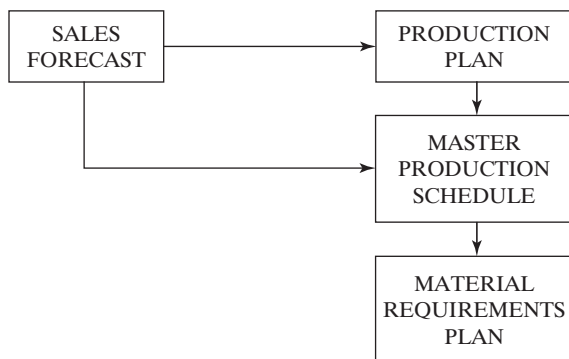 SALES
FORECAST
PRODUCTION
PLAN
MASTER
PRODUCTION
SCHEDULE
MATERIAL
REQUIREMENTS
PLAN